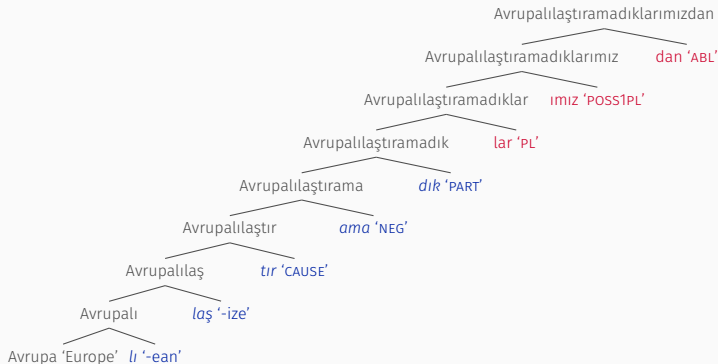 Avrupalılaştıramadıklarımızdan
Avrupalılaştıramadıklarımız dan ‘ABL’
Avrupalılaştıramadıklar ımız ‘POSS1PL’
Avrupalılaştıramadık lar ‘PL’
Avrupalılaştırama dık ‘PART’
Avrupalılaştır ama ‘NEG’
Avrupalılaş tır ‘CAUSE’
Avrupalı laş ‘-ize’
Avrupa ‘Europe’ lı ‘-ean’